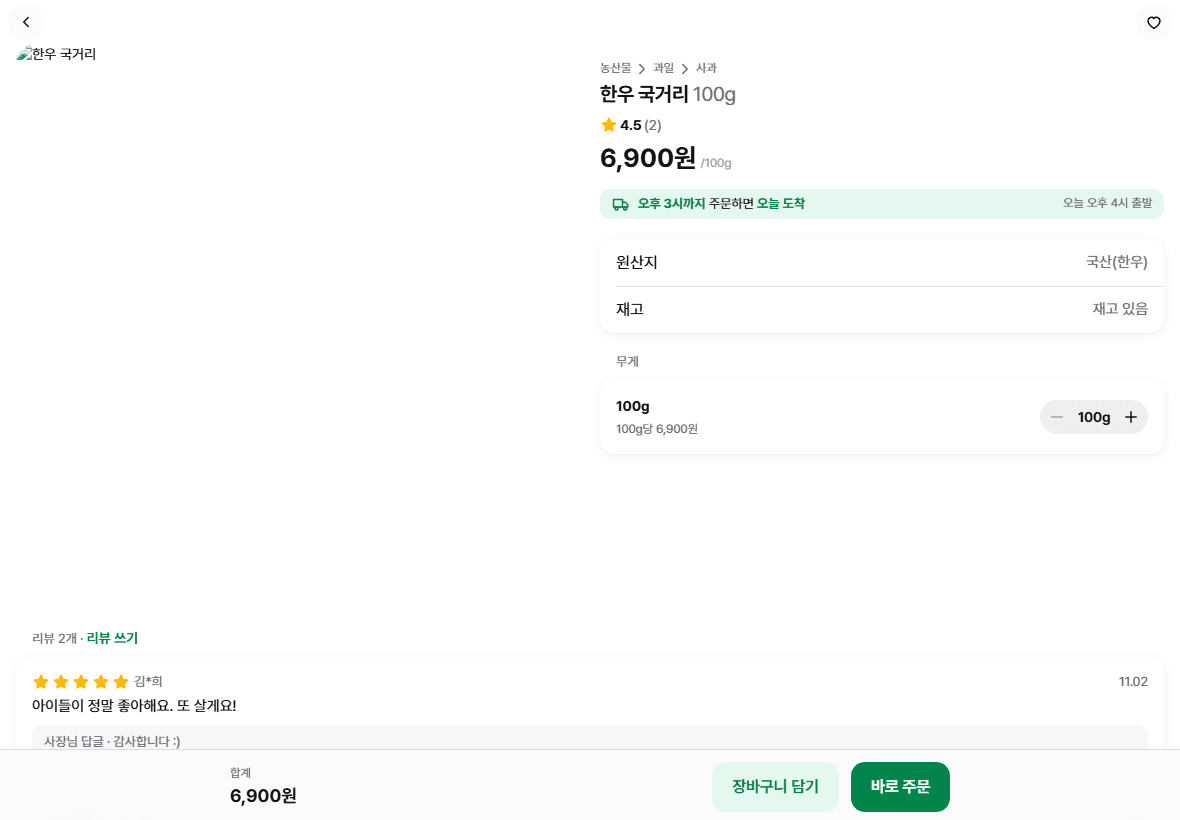 한우 국거리
농산물 > 과일 > 사과
한우 국거리 100g
4.5 (2)
6,900원 /100g
오후 3시까지 주문하면 오늘 도착
오늘 오후 4시 출발
원산지
국산(한우)
재고
재고 있음
무게
100g
100g당 6,900원
100g
리뷰 2개 · 리뷰 쓰기
김*희
11.02
아이들이 정말 좋아해요. 또 살게요!
사장님 답글 · 감사합니다 :)
합계
6,900원
장바구니 담기
바로 주문